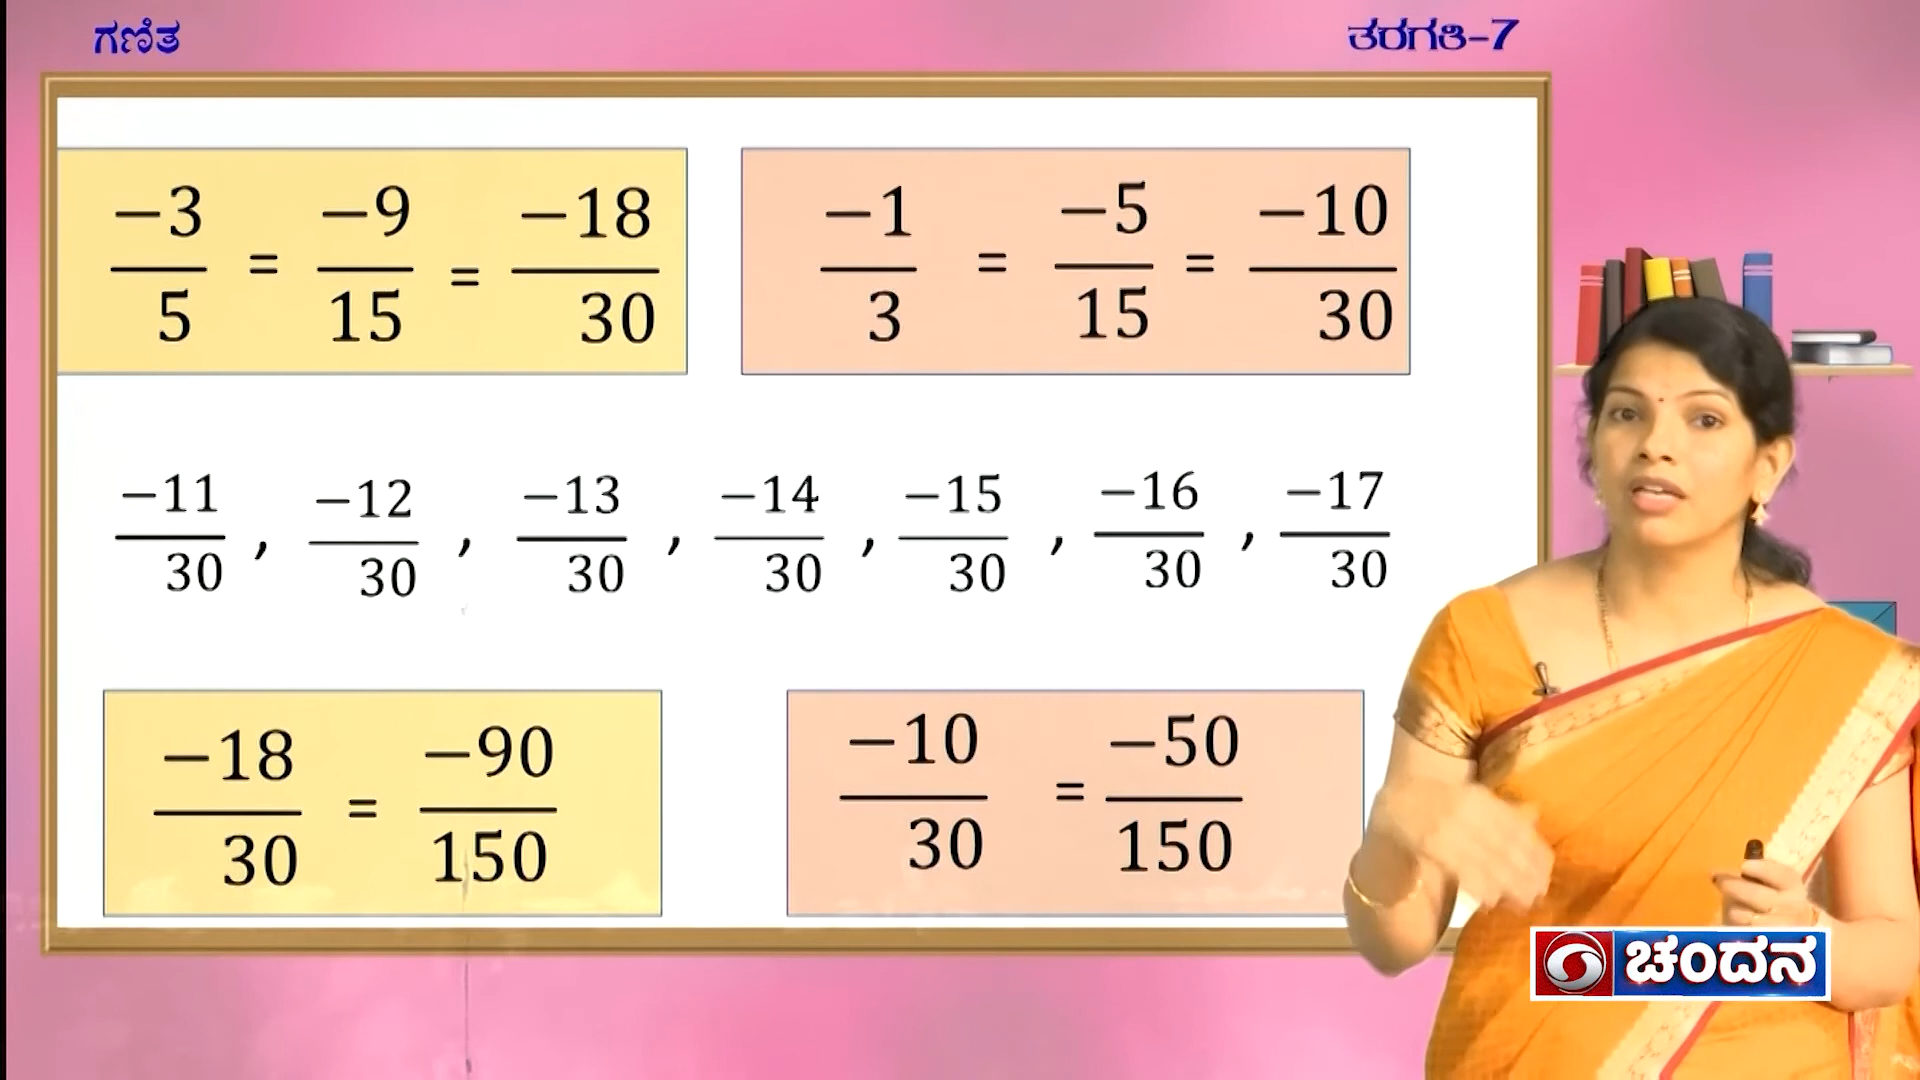 ಗಣಿತ ತರಗತಿ-7
−3/5 = −9/15 = −18/30
−1/3 = −5/15 = −10/30
−11/30 , −12/30 , −13/30 , −14/30 , −15/30 , −16/30 , −17/30
−18/30 = −90/150
−10/30 = −50/150
ಚಂದನ